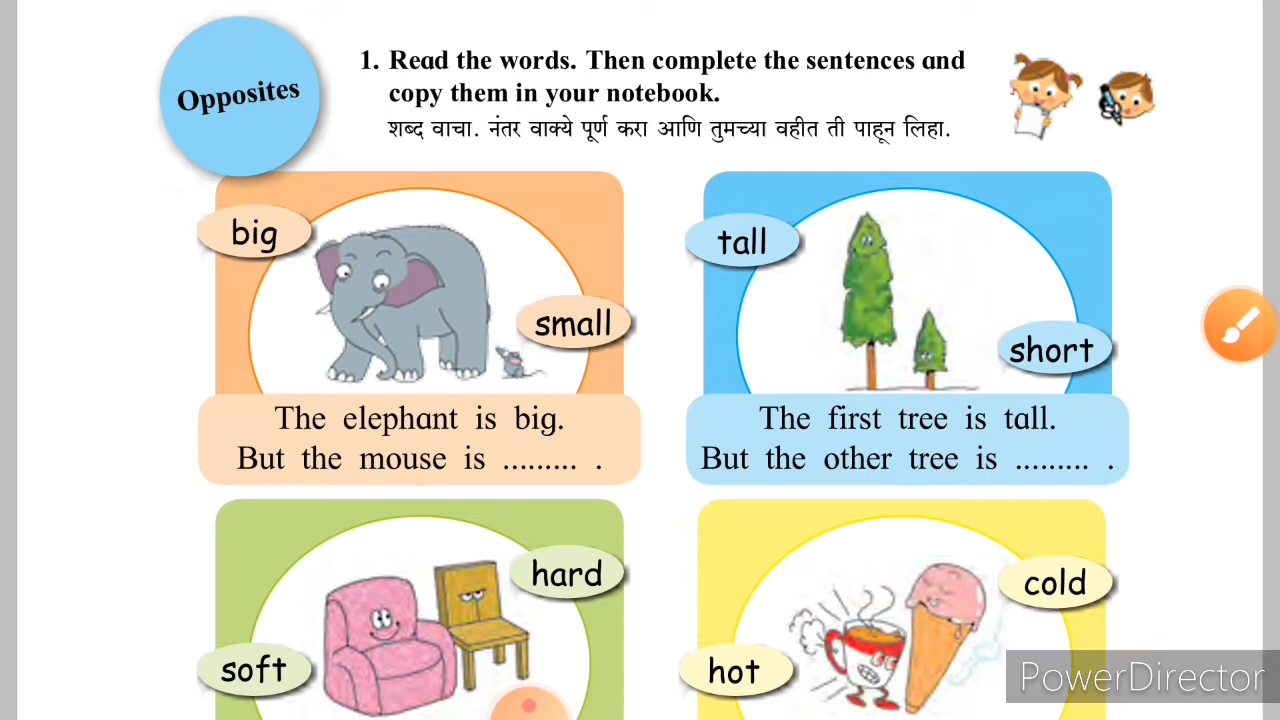 Opposites
1. Read the words. Then complete the sentences and
copy them in your notebook.
शब्द वाचा. नंतर वाक्ये पूर्ण करा आणि तुमच्या वहीत ती पाहून लिहा.
big
small
The elephant is big.
But the mouse is ......... .
tall
short
The first tree is tall.
But the other tree is ......... .
hard
soft
cold
hot
PowerDirector